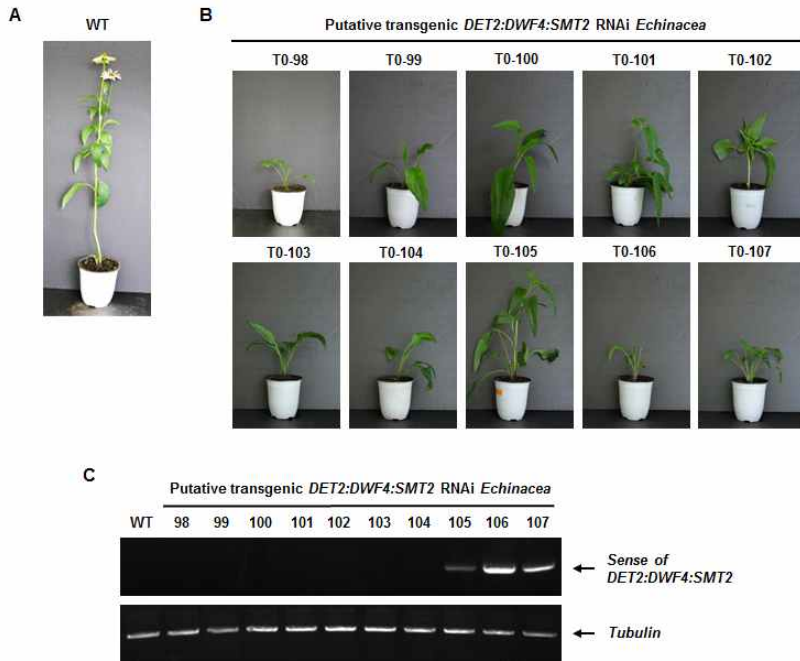 A
WT
B
Putative transgenic DET2:DWF4:SMT2 RNAi Echinacea
T0-98 T0-99 T0-100 T0-101 T0-102
T0-103 T0-104 T0-105 T0-106 T0-107
C
Putative transgenic DET2:DWF4:SMT2 RNAi Echinacea
WT 98 99 100 101 102 103 104 105 106 107
Sense of
DET2:DWF4:SMT2
Tubulin